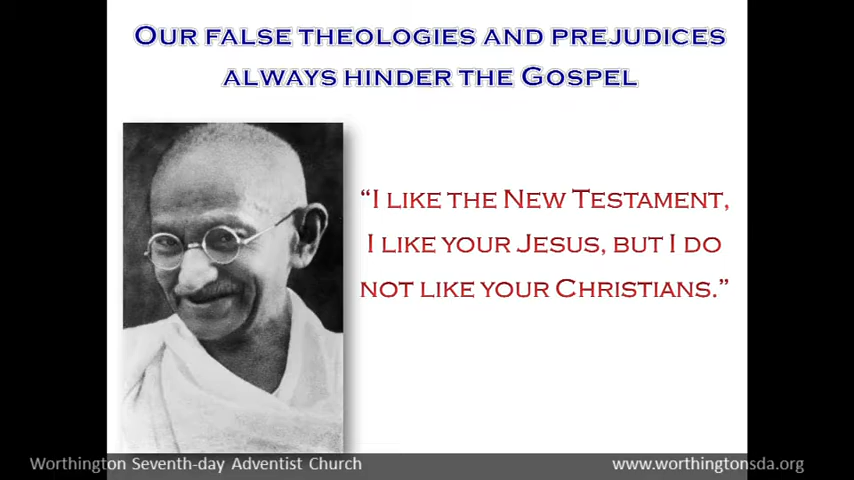 Our false theologies and prejudices
always hinder the Gospel
“I like the New Testament,
I like your Jesus, but I do
not like your Christians.”
Worthington Seventh-day Adventist Church
www.worthingtonsda.org